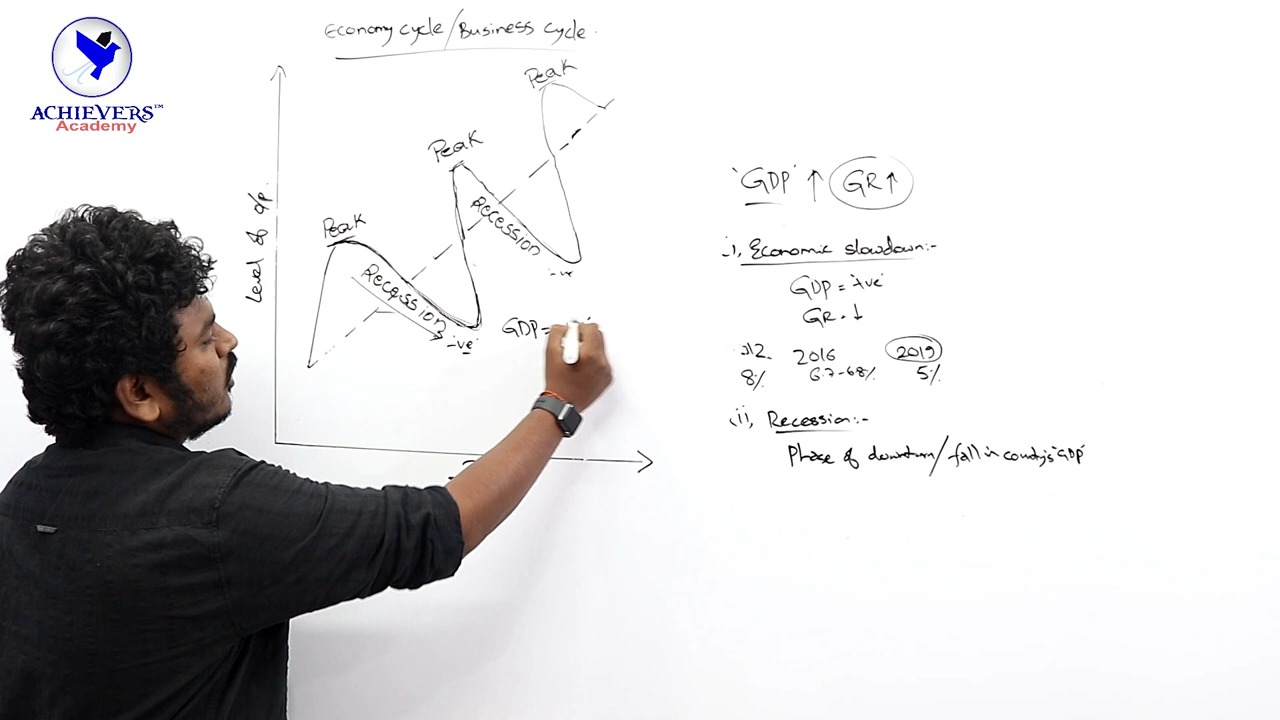 ACHIEVERS™
Academy
Economy cycle/Business cycle.
Level of o/p.
Peak
Recession
-ve
Peak
Recession
-ve
Peak
GDP=
'GDP' ↑ GR↑
i), Economic slowdown:-
GDP = +ve
GR = ↓
2016 2019
8% 6.7-6.8% 5%
(ii), Recession:-
Phase of downturn/fall in country's 'GDP'